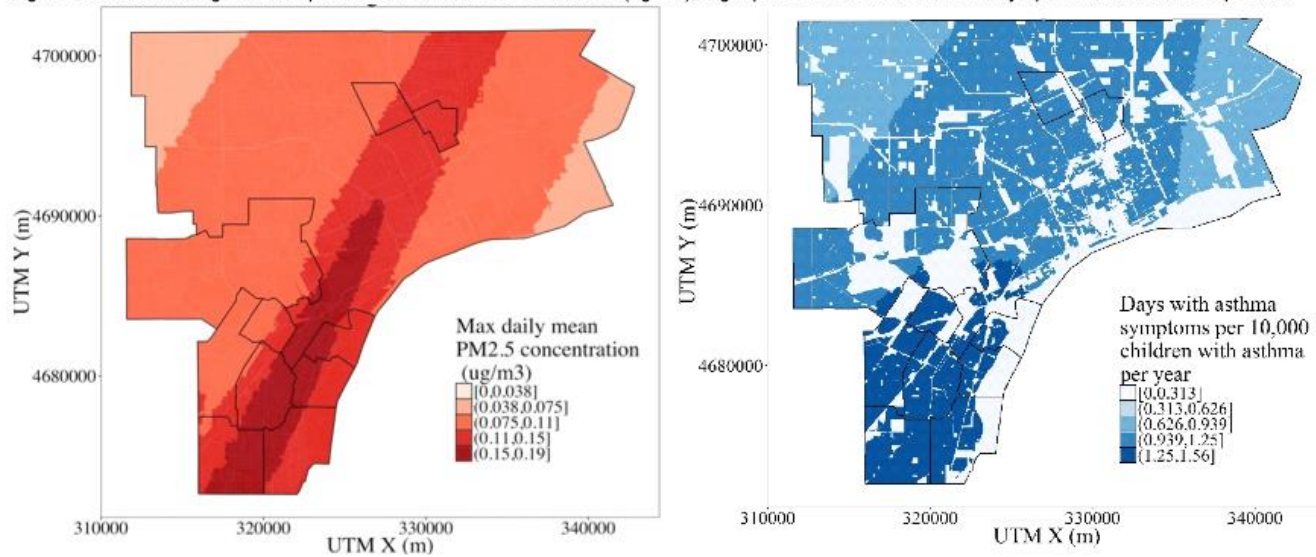 4700000
4690000
4680000
UTM Y (m)
Max daily mean
PM2.5 concentration
(ug/m3)
[0,0.038]
(0.038,0.075]
(0.075,0.11]
(0.11,0.15]
(0.15,0.19]
310000 320000 330000 340000
UTM X (m)
4700000
4690000
4680000
UTM Y (m)
Days with asthma
symptoms per 10,000
children with asthma
per year
[0,0.313]
(0.313,0.626]
(0.626,0.939]
(0.939,1.25]
(1.25,1.56]
310000 320000 330000 340000
UTM X (m)